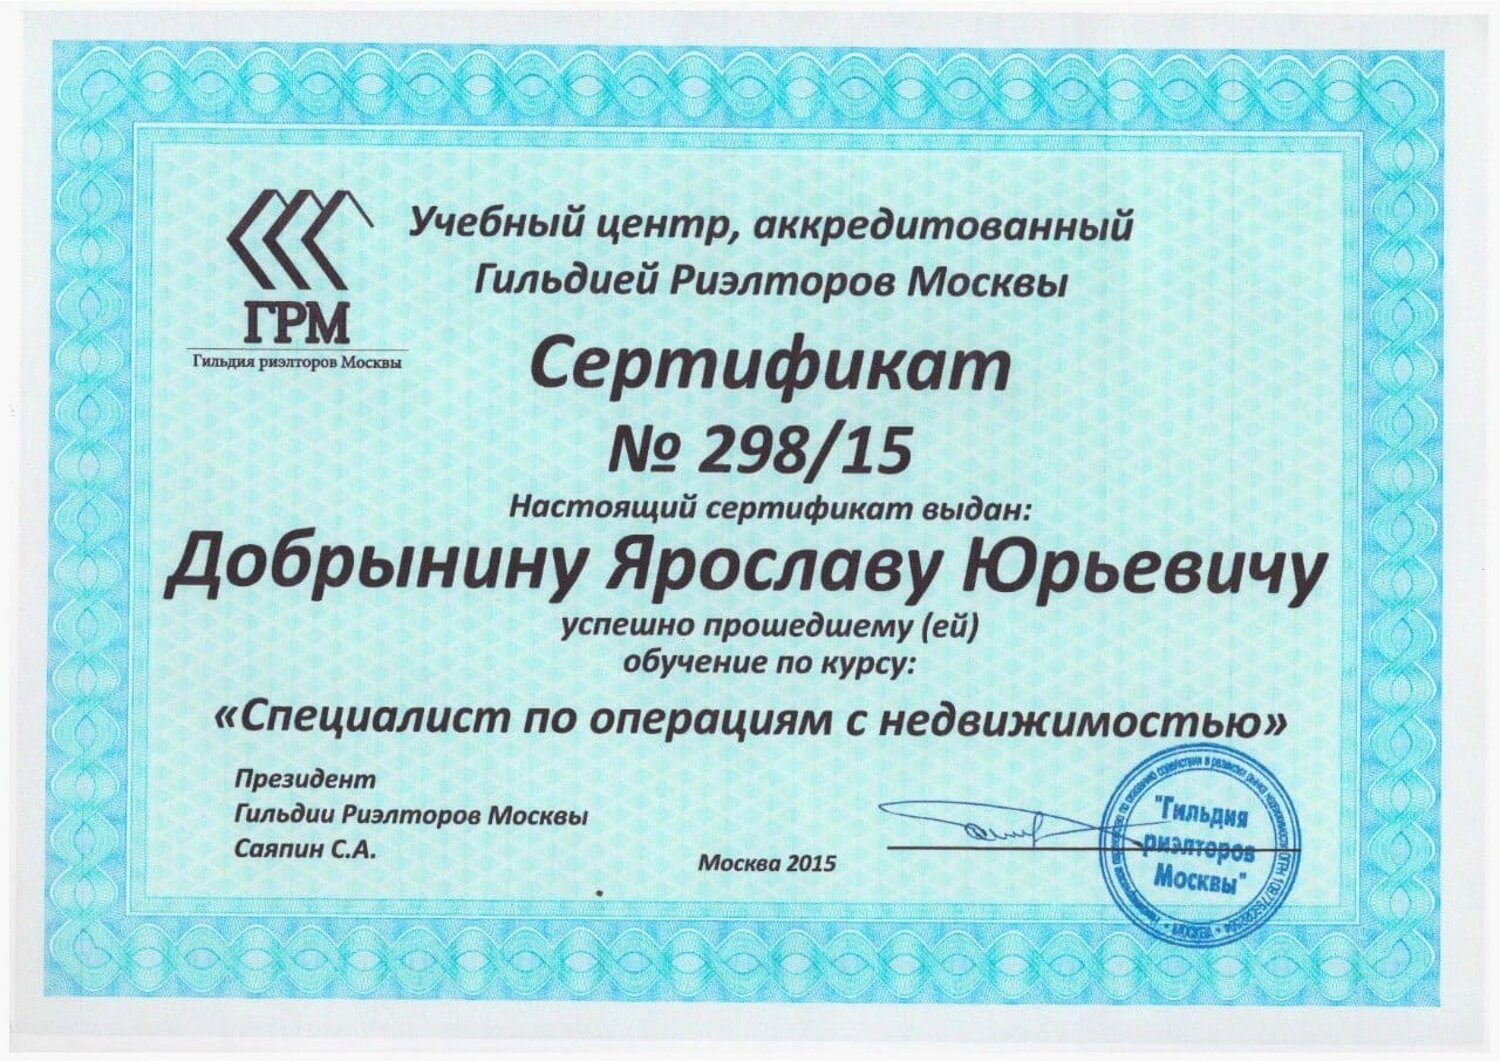 Учебный центр, аккредитованный
Гильдией Риэлторов Москвы
ГРМ
Гильдия риэлторов Москвы
Сертификат
№ 298/15
Настоящий сертификат выдан:
Добрынину Ярославу Юрьевичу
успешно прошедшему (ей)
обучение по курсу:
«Специалист по операциям с недвижимостью»
Президент
Гильдии Риэлторов Москвы
Саяпин С.А.
Москва 2015
"Гильдия
риэлторов
Москвы"